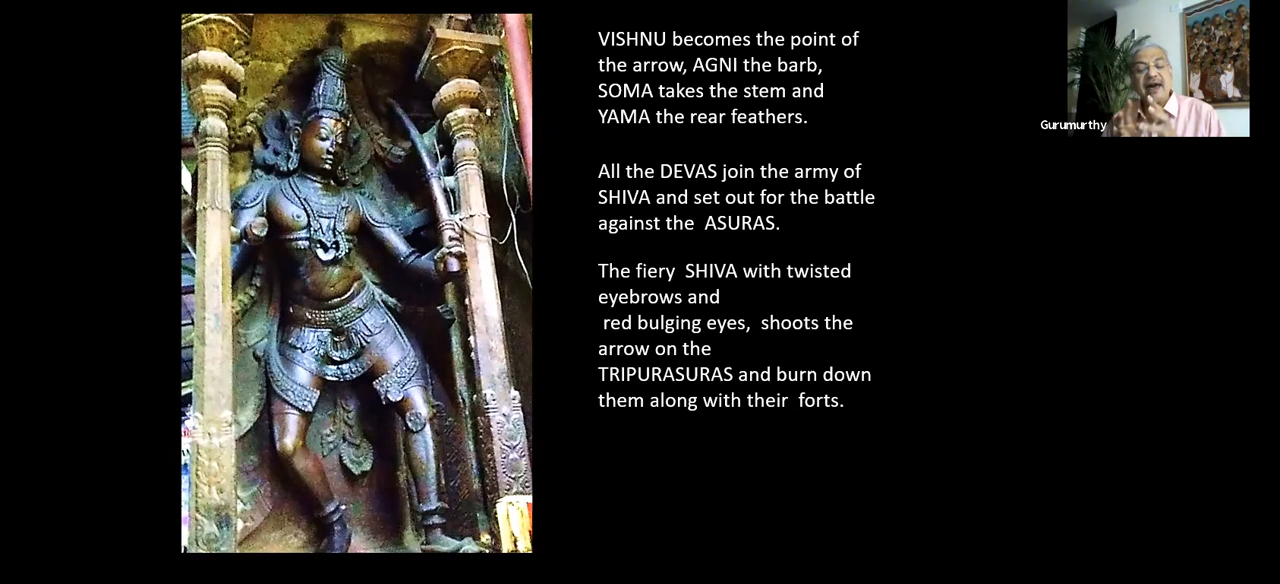 VISHNU becomes the point of
the arrow, AGNI the barb,
SOMA takes the stem and
YAMA the rear feathers.
All the DEVAS join the army of
SHIVA and set out for the battle
against the ASURAS.
The fiery SHIVA with twisted
eyebrows and
red bulging eyes, shoots the
arrow on the
TRIPURASURAS and burn down
them along with their forts.
Gurumurthy